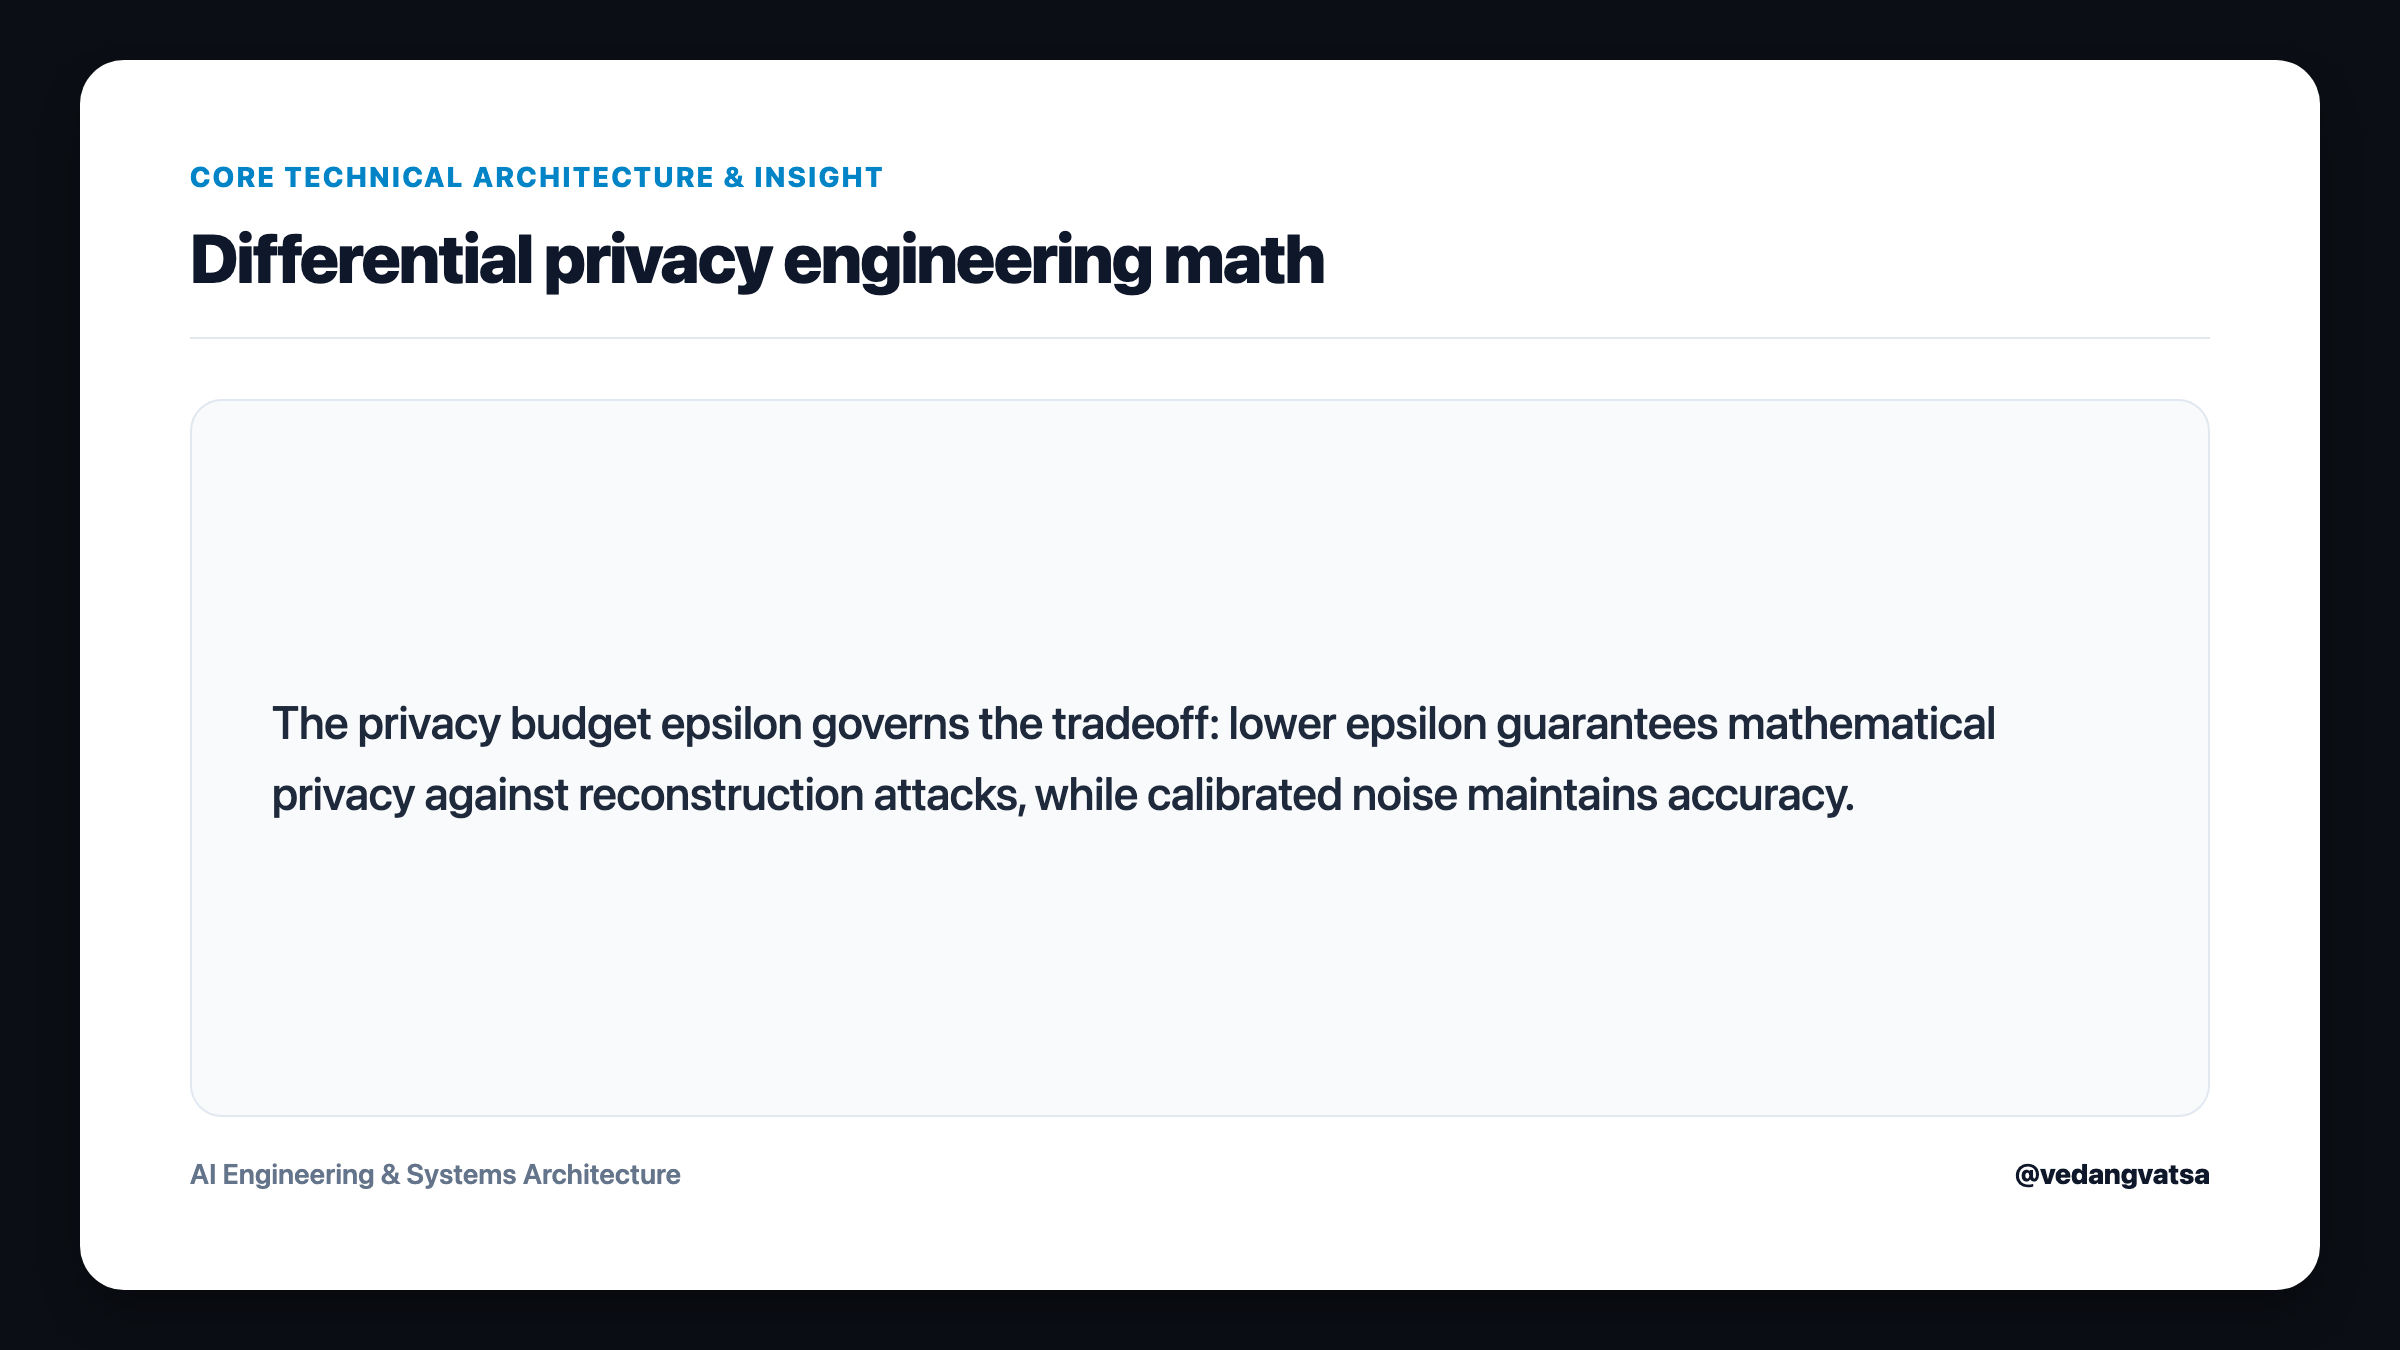 CORE TECHNICAL ARCHITECTURE & INSIGHT
Differential privacy engineering math
The privacy budget epsilon governs the tradeoff: lower epsilon guarantees mathematical
privacy against reconstruction attacks, while calibrated noise maintains accuracy.
AI Engineering & Systems Architecture
@vedangvatsa